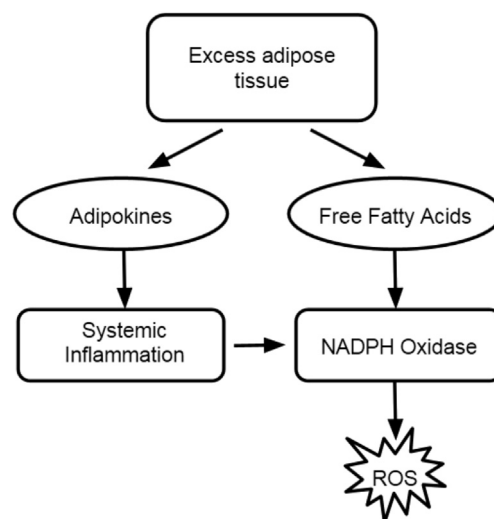 Excess adipose
tissue
Adipokines
Free Fatty Acids
Systemic
Inflammation
NADPH Oxidase
ROS